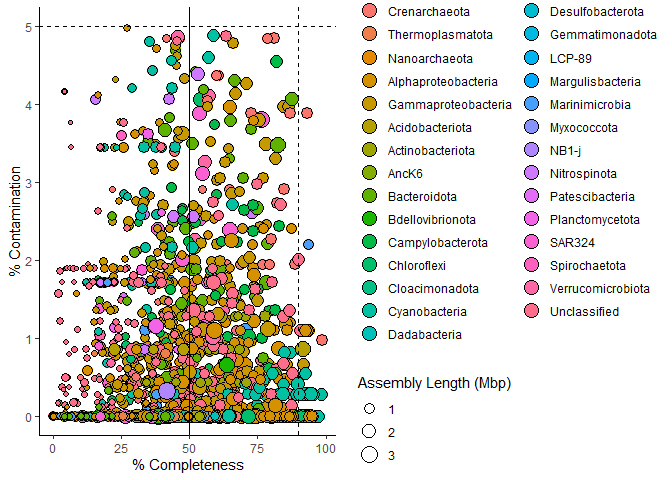 5
4
3
2
1
0
% Contamination
0
25
50
75
100
% Completeness
Crenarchaeota
Thermoplasmatota
Nanoarchaeota
Alphaproteobacteria
Gammaproteobacteria
Acidobacteriota
Actinobacteriota
AncK6
Bacteroidota
Bdellovibrionota
Campylobacterota
Chloroflexi
Cloacimonadota
Cyanobacteria
Dadabacteria
Desulfobacterota
Gemmatimonadota
LCP-89
Margulisbacteria
Marinimicrobia
Myxococcota
NB1-j
Nitrospinota
Patescibacteria
Planctomycetota
SAR324
Spirochaetota
Verrucomicrobiota
Unclassified
Assembly Length (Mbp)
1
2
3